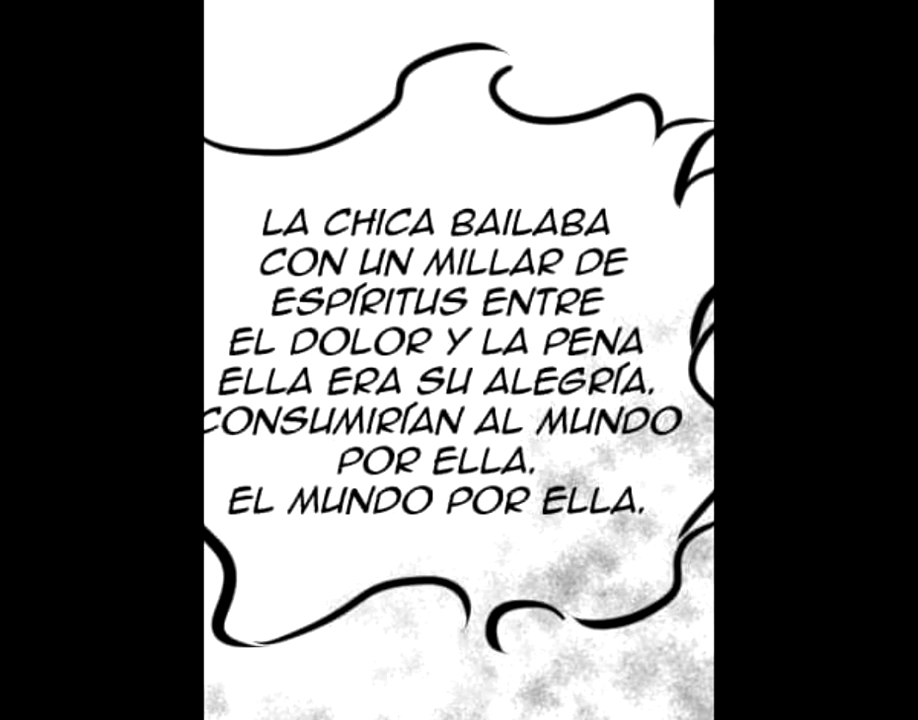 LA CHICA BAILABA
CON UN MILLAR DE
ESPÍRITUS ENTRE
EL DOLOR Y LA PENA
ELLA ERA SU ALEGRÍA.
CONSUMIRÍAN AL MUNDO
POR ELLA.
EL MUNDO POR ELLA.